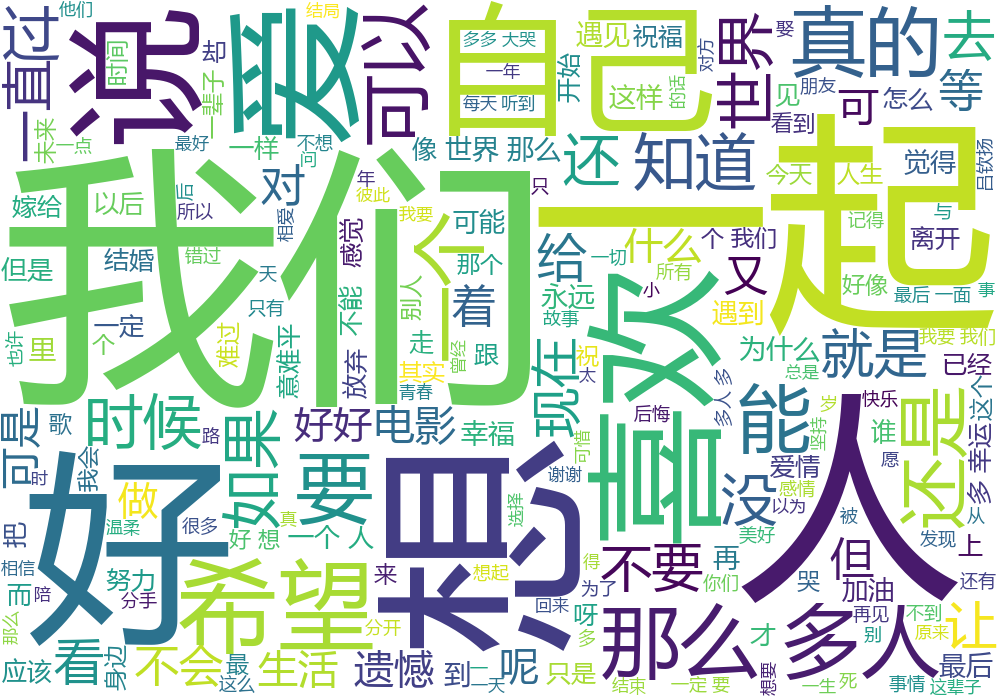 他们
结局
一直
过
说
时间
却
一辈子
未来
一点
最好
爱
可以
一样
不想
问
自己
多多 大哭
一年
每天 听到
开始
遇见
祝福
对方
这样
的话
世界
娶
见
朋友
看到
真的
可
怎么
去
等
我们
一起
像
世界 那么
还
知道
只
觉得
今天
人生
吕钦扬
嫁给
以后
后
所以
对
年
彼此
相爱
我要
可能
感觉
一个
给
什么
个 我们
记得
与
离开
但是
结婚
错过
天
那个
一切
所有
又
好像
最后 一面
事
里
一定
个
也许
难过
只有
意难平
不能
别人
着
永远
故事
小
遇到
喜欢
为什么
就是
我要 我们
已经
走
曾经
跟
放弃
其实
青春
祝
太
现在
总是
多人 多
这个
可是
歌
时候
路
我会
时
如果
好好
电影
幸福
后悔
可惜
能
岁
坚持
快乐
谁
还是
幸运
好
想
要
做
把
温柔
很多
真
好 想
一个 人
谢谢
选择
没
爱情
感情
以为
愿
被
美好
从
多
发现
上
相信
而
陪
努力
分手
希望
来
想起
得
为了
不要
再
你们
人
但
哭
加油
还有
再见
不到
那么
应该
看
身边
不会
最
这么
生活
分开
遗憾
到
一天
呢
回来
呀
多
只是
结束
那么 多人
才
一定 要
想要
一生
死
别
原来
让
最后
事情
这辈子